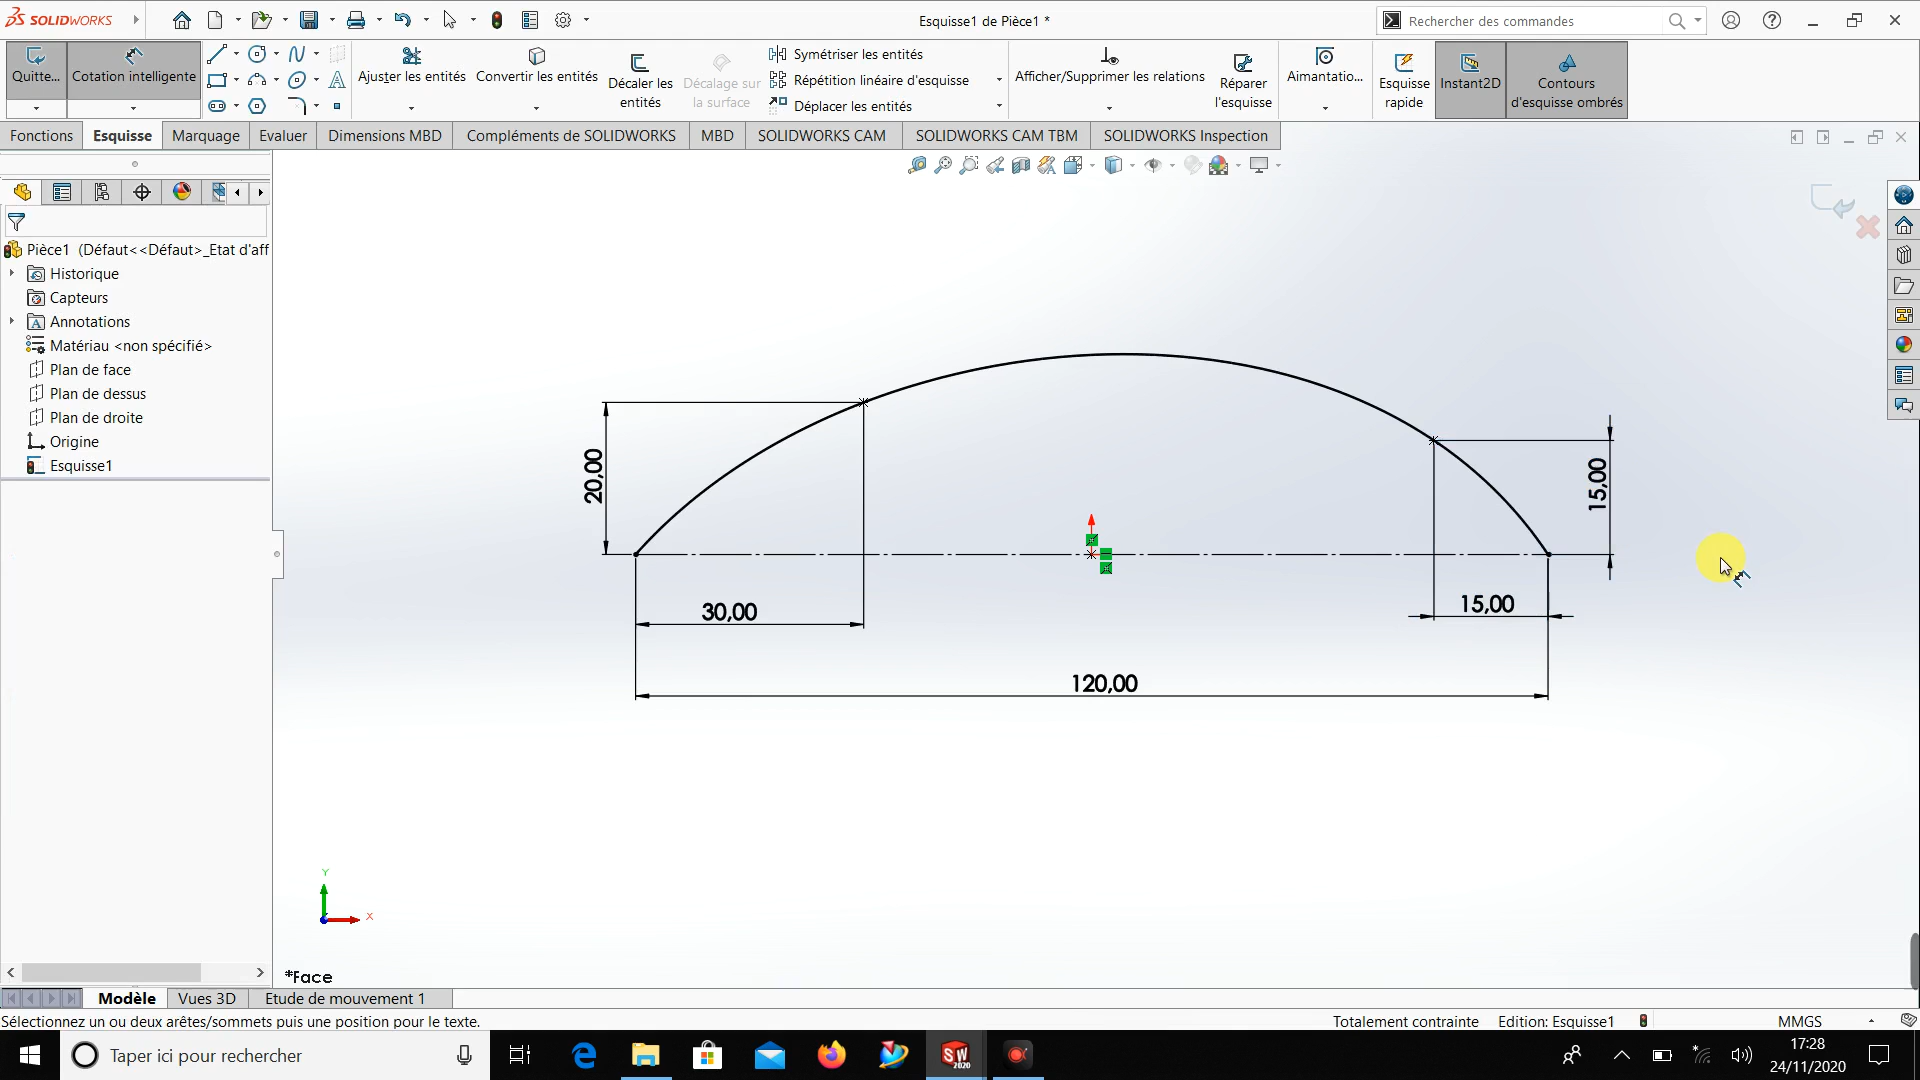 SOLIDWORKS
Esquisse1 de Pièce1 *
Rechercher des commandes
Quitte...
Cotation intelligente
Ajuster les entités
Convertir les entités
Décaler les
entités
Décalage sur
la surface
Symétriser les entités
Répétition linéaire d'esquisse
Déplacer les entités
Afficher/Supprimer les relations
Réparer
l'esquisse
Aimantatio...
Esquisse
rapide
Instant2D
Contours
d'esquisse ombrés
Fonctions
Esquisse
Marquage
Evaluer
Dimensions MBD
Compléments de SOLIDWORKS
MBD
SOLIDWORKS CAM
SOLIDWORKS CAM TBM
SOLIDWORKS Inspection
Pièce1 (Défaut<<Défaut>_Etat d'aff
Historique
Capteurs
Annotations
Matériau <non spécifié>
Plan de face
Plan de dessus
Plan de droite
Origine
Esquisse1
20,00
15,00
30,00
15,00
120,00
Y
X
*Face
Modèle
Vues 3D
Etude de mouvement 1
Sélectionnez un ou deux arêtes/sommets puis une position pour le texte.
Totalement contrainte
Edition: Esquisse1
MMGS
Taper ici pour rechercher
SW
2020
17:28
24/11/2020